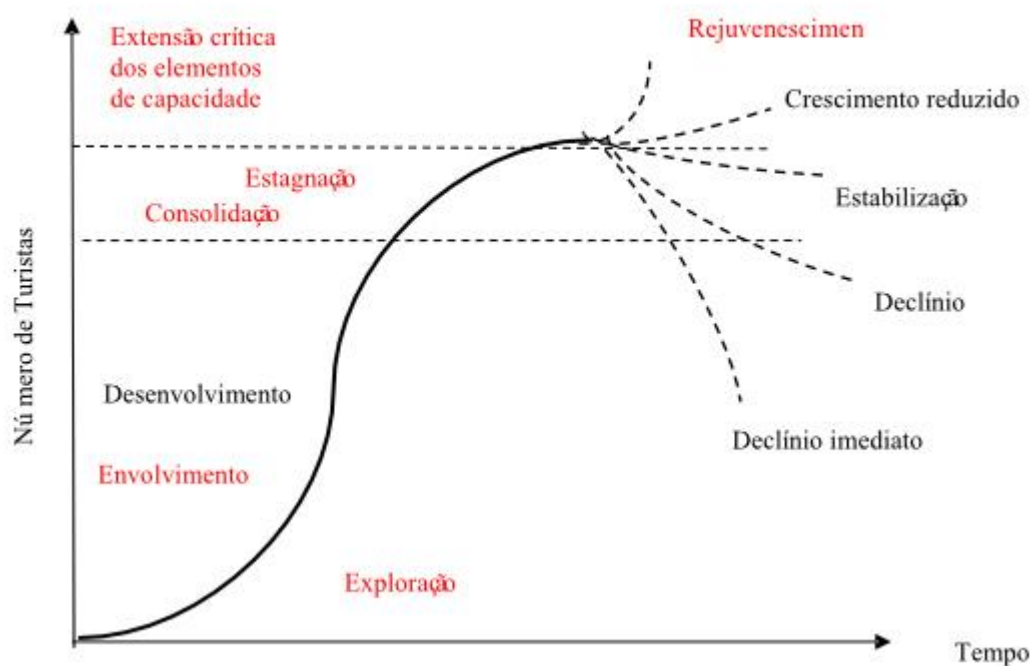 Extensão crítica
dos elementos
de capacidade
Rejuvenescimen
Crescimento reduzido
Estagnação
Consolidação
Estabilização
Declínio
Nú mero de Turistas
Desenvolvimento
Declínio imediato
Envolvimento
Exploração
Tempo